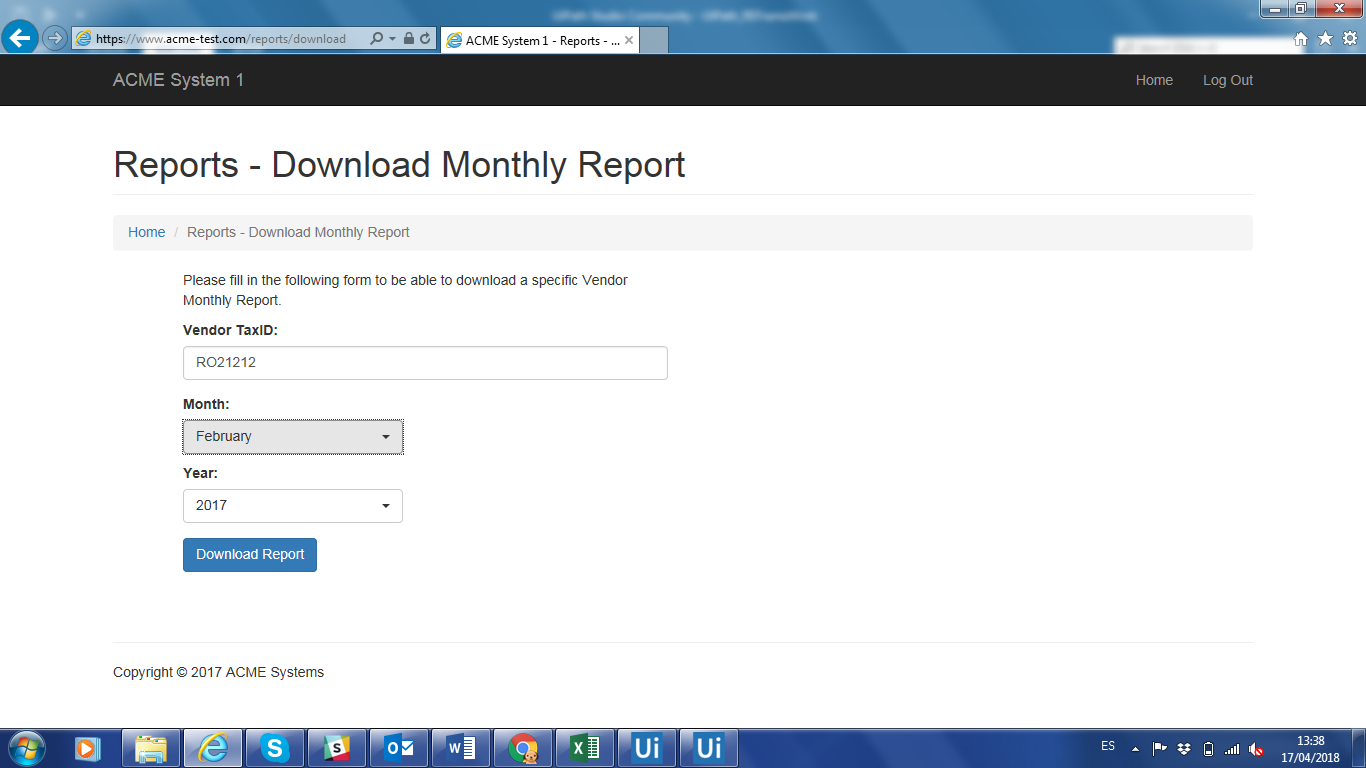 https://www.acme-test.com/reports/download
ACME System 1 - Reports - ...
ACME System 1
Home
Log Out
Reports - Download Monthly Report
Home / Reports - Download Monthly Report
Please fill in the following form to be able to download a specific Vendor
Monthly Report.
Vendor TaxID:
RO21212
Month:
February
Year:
2017
Download Report
Copyright © 2017 ACME Systems
Ui
Ui
ES
13:38
17/04/2018